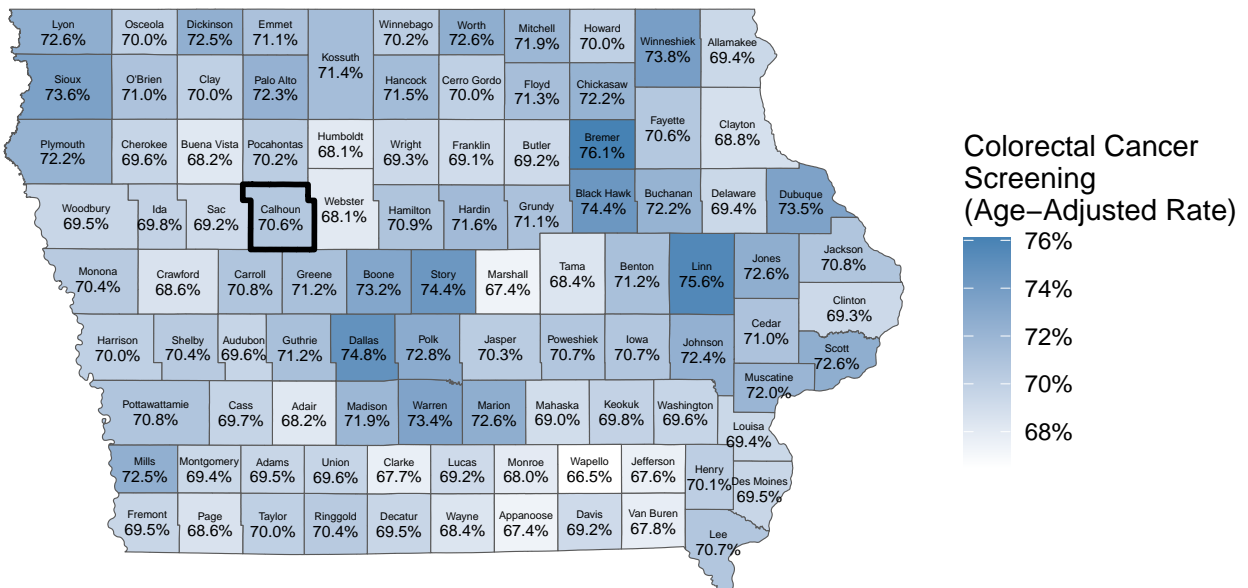 Lyon Osceola Dickinson Emmet Winnebago Worth Mitchell Howard
72.6% 70.0% 72.5% 71.1% 70.2% 72.6% 71.9% 70.0%
Kossuth Winneshiek Allamakee
71.4% 73.8% 69.4%
Sioux O'Brien Clay Palo Alto Hancock Cerro Gordo Floyd Chickasaw
73.6% 71.0% 70.0% 72.3% 71.5% 70.0% 71.3% 72.2%
Fayette Clayton
70.6% 68.8%
Plymouth Cherokee Buena Vista Pocahontas Humboldt Wright Franklin Butler Bremer
72.2% 69.6% 68.2% 70.2% 68.1% 69.3% 69.1% 69.2% 76.1%
Woodbury Ida Sac Calhoun Webster Hamilton Hardin Grundy Black Hawk Buchanan Delaware Dubuque
69.5% 69.8% 69.2% 70.6% 68.1% 70.9% 71.6% 71.1% 74.4% 72.2% 69.4% 73.5%
Monona Crawford Carroll Greene Boone Story Marshall Tama Benton Linn Jones Jackson
70.4% 68.6% 70.8% 71.2% 73.2% 74.4% 67.4% 68.4% 71.2% 75.6% 72.6% 70.8%
Clinton
69.3%
Harrison Shelby Audubon Guthrie Dallas Polk Jasper Poweshiek Iowa Johnson Cedar Scott
70.0% 70.4% 69.6% 71.2% 74.8% 72.8% 70.3% 70.7% 70.7% 72.4% 71.0% 72.6%
Muscatine
72.0%
Pottawattamie Cass Adair Madison Warren Marion Mahaska Keokuk Washington Louisa
70.8% 69.7% 68.2% 71.9% 73.4% 72.6% 69.0% 69.8% 69.6% 69.4%
Mills Montgomery Adams Union Clarke Lucas Monroe Wapello Jefferson Henry Des Moines
72.5% 69.4% 69.5% 69.6% 67.7% 69.2% 68.0% 66.5% 67.6% 70.1% 69.5%
Fremont Page Taylor Ringgold Decatur Wayne Appanoose Davis Van Buren Lee
69.5% 68.6% 70.0% 70.4% 69.5% 68.4% 67.4% 69.2% 67.8% 70.7%
Colorectal Cancer
Screening
(Age−Adjusted Rate)
76%
74%
72%
70%
68%